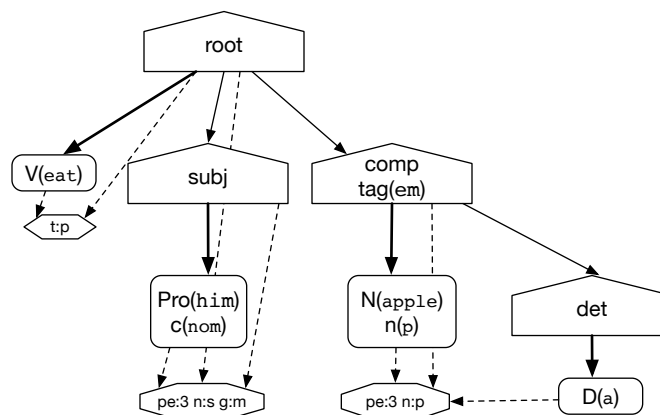 root
V(eat)
subj
comp
tag(em)
t:p
Pro(him)
c(nom)
N(apple)
n(p)
det
pe:3 n:s g:m
pe:3 n:p
D(a)